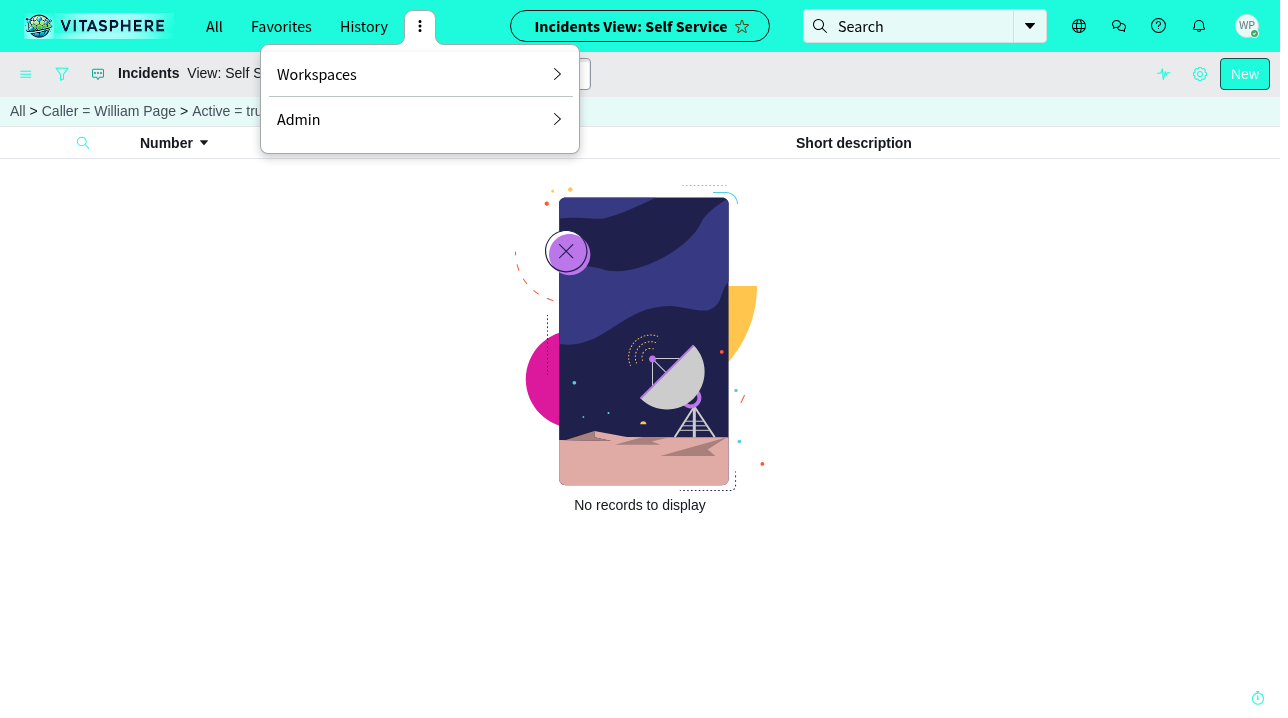 VITASPHERE
All
Favorites
History
Incidents View: Self Service
Search
WP
Workspaces
Admin
Incidents View: Self S
New
All > Caller = William Page > Active = tru
Number
Short description
No records to display